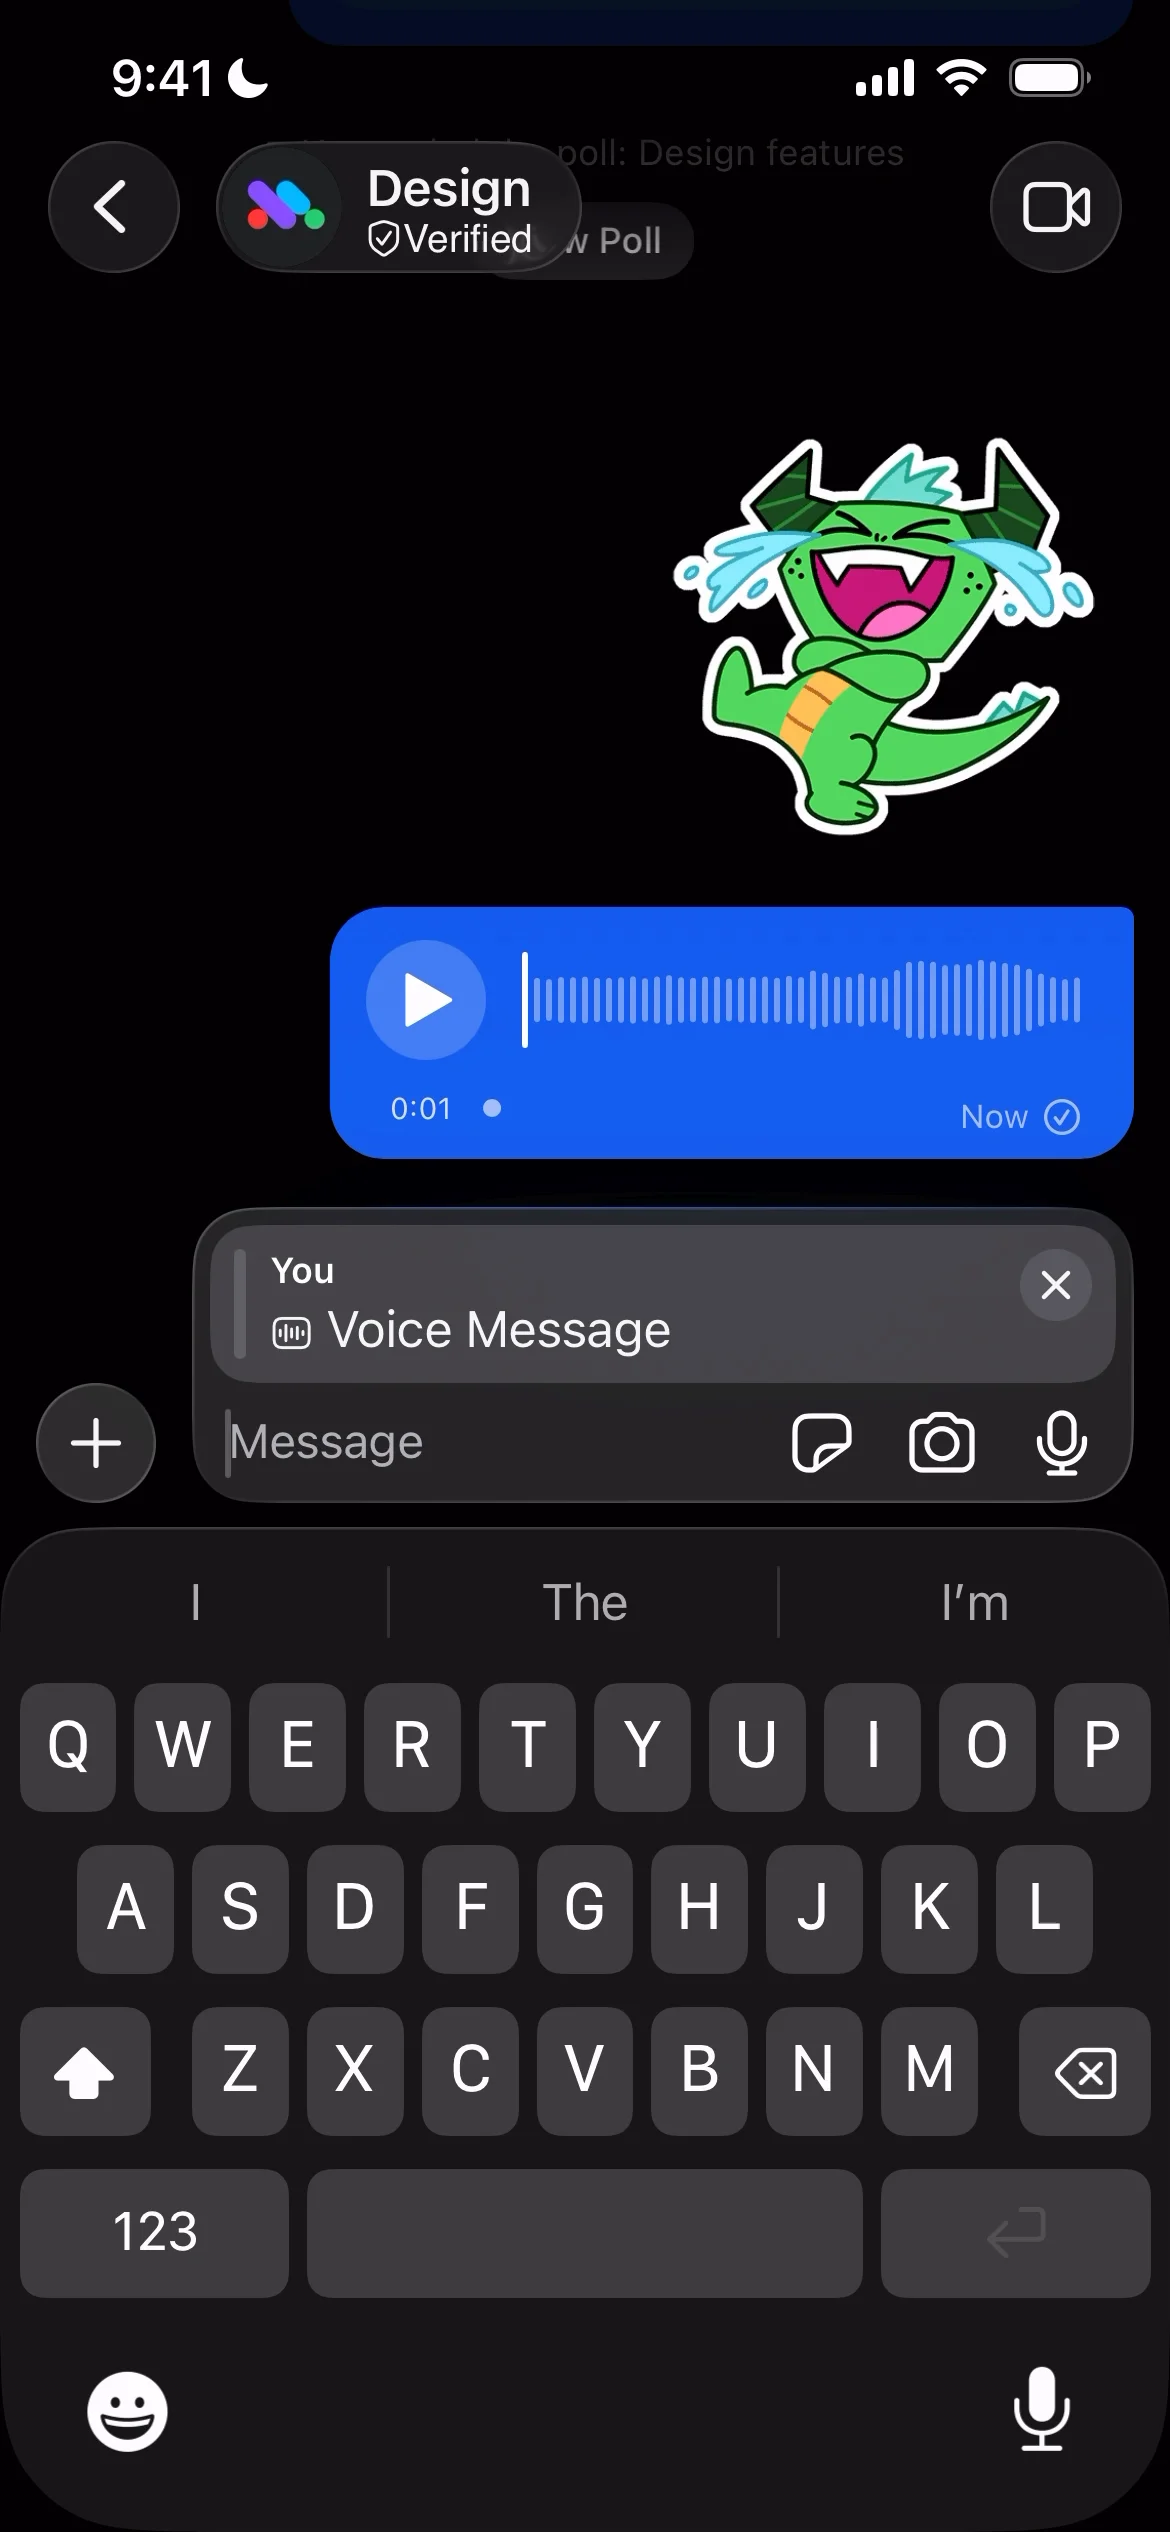 9:41
poll: Design features
Design
Verified
w Poll
0:01
Now
You
Voice Message
Message
I
The
I’m
Q W E R T Y U I O P
A S D F G H J K L
Z X C V B N M
123